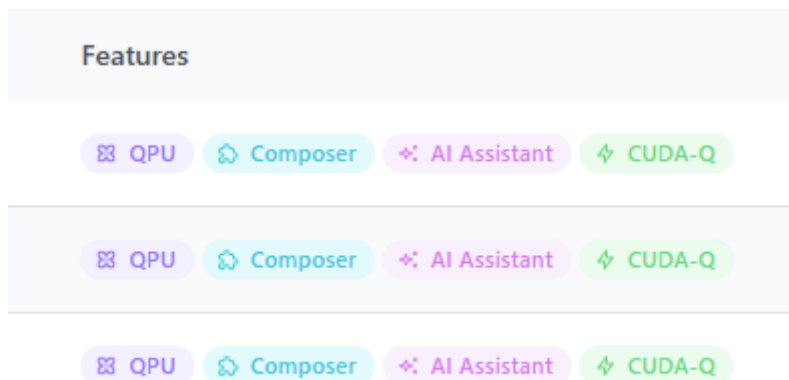 Features
QPU Composer AI Assistant CUDA-Q
QPU Composer AI Assistant CUDA-Q
QPU Composer AI Assistant CUDA-Q